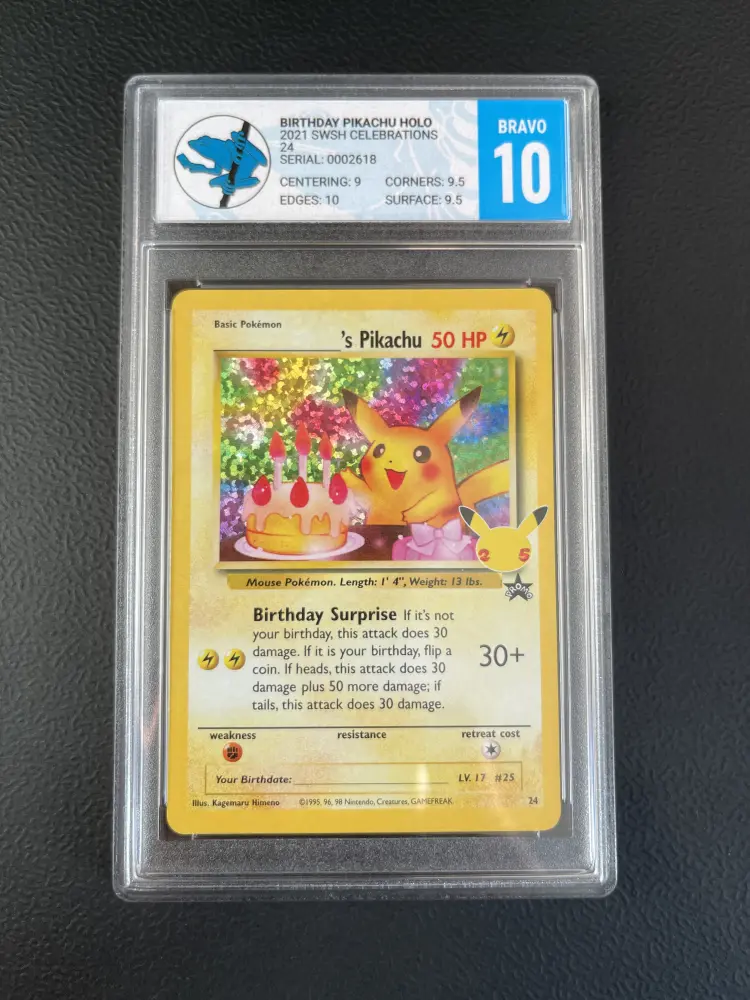 BIRTHDAY PIKACHU HOLO
2021 SWSH CELEBRATIONS
24
SERIAL: 0002618
CENTERING: 9 CORNERS: 9.5
EDGES: 10 SURFACE: 9.5
BRAVO
10
Basic Pokémon
's Pikachu 50 HP
25
Mouse Pokémon. Length: 1' 4", Weight: 13 lbs.
PROMO
Birthday Surprise If it's not
your birthday, this attack does 30
damage. If it is your birthday, flip a
coin. If heads, this attack does 30
damage plus 50 more damage; if
tails, this attack does 30 damage.
30+
weakness resistance retreat cost
Your Birthdate: LV. 17 #25
Illus. Kagemaru Himeno ©1995, 96, 98 Nintendo, Creatures, GAMEFREAK. 24